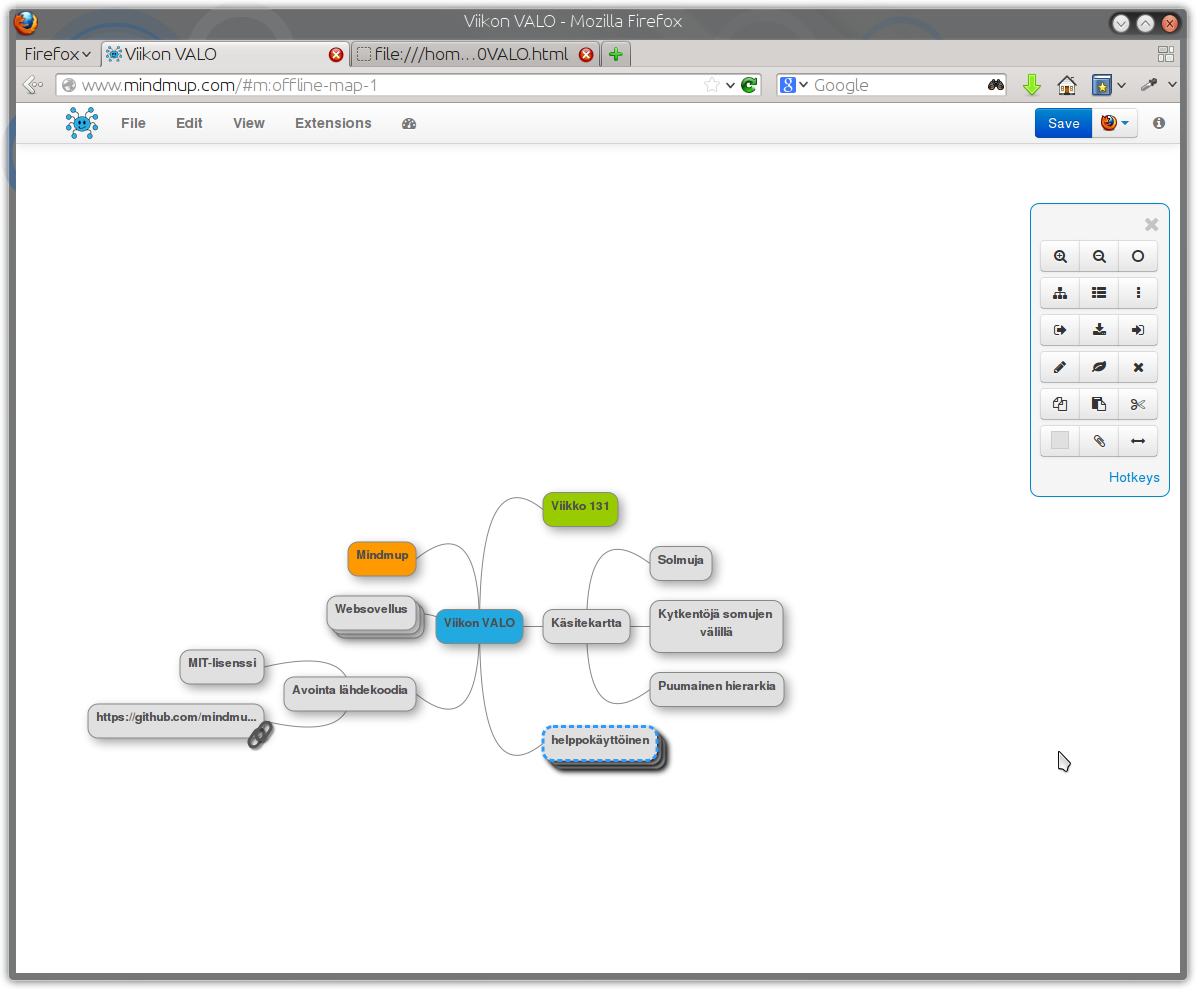 Viikon VALO - Mozilla Firefox
Firefox
Viikon VALO
file:///hom...0VALO.html
www.mindmup.com/#m:offline-map-1
Google
File
Edit
View
Extensions
Save
Hotkeys
Viikko 131
Mindmup
Solmuja
Websovellus
Viikon VALO
Käsitekartta
Kytkentöjä somujen
välillä
MIT-lisenssi
Avointa lähdekoodia
Puumainen hierarkia
https://github.com/mindmu...
helppokäyttöinen